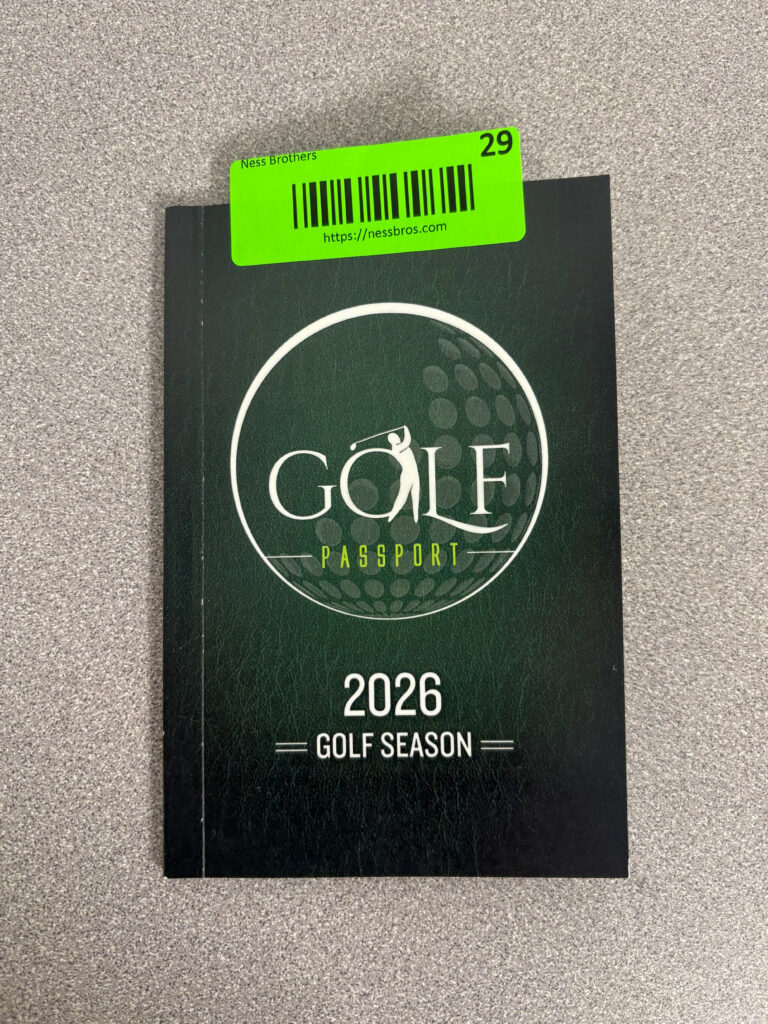 Ness Brothers
29
https://nessbros.com
GOLF
PASSPORT
2026
GOLF SEASON